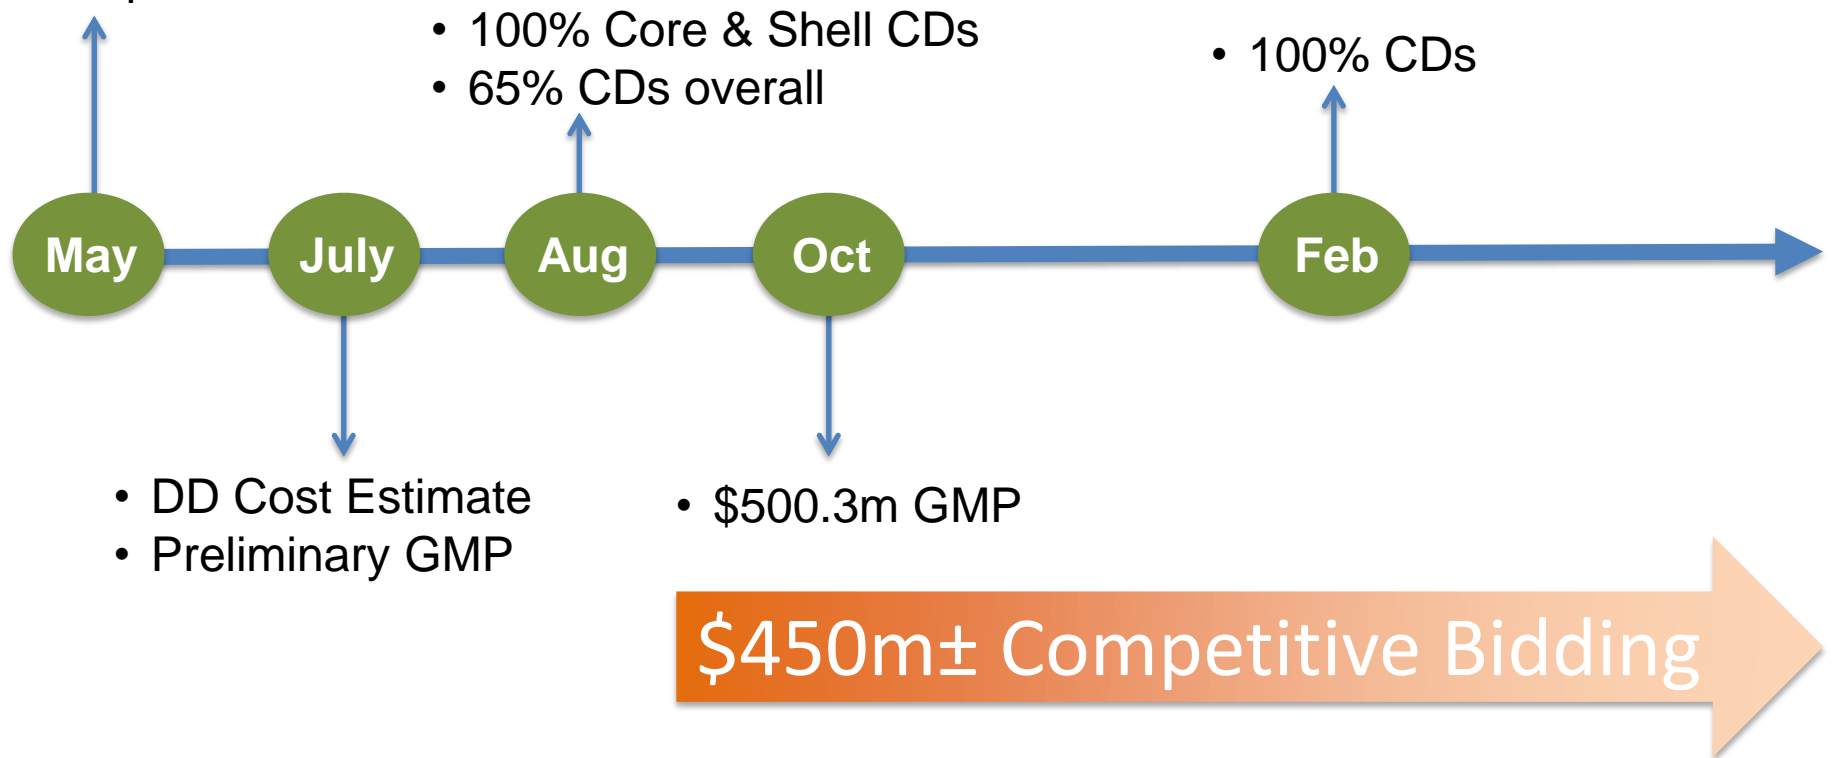 • 100% Core & Shell CDs
• 65% CDs overall
• 100% CDs
May
July
Aug
Oct
Feb
• DD Cost Estimate
• Preliminary GMP
• $500.3m GMP
$450m± Competitive Bidding